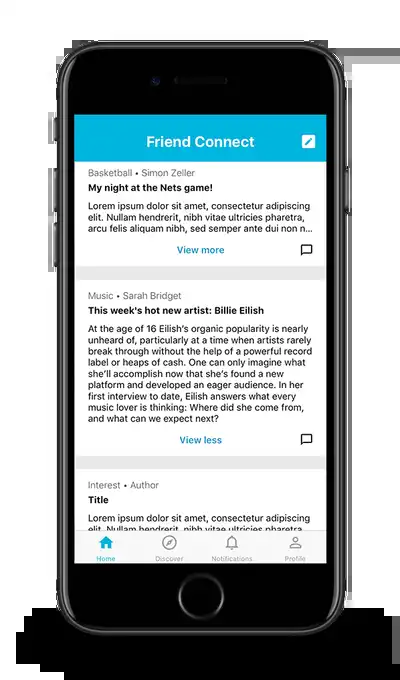 Friend Connect
Basketball • Simon Zeller
My night at the Nets game!
Lorem ipsum dolor sit amet, consectetur adipiscing
elit. Nullam hendrerit, nibh vitae ultricies pharetra,
arcu felis aliquam nibh, sed semper ante dui non n...
View more
Music • Sarah Bridget
This week's hot new artist: Billie Eilish
At the age of 16 Eilish's organic popularity is nearly
unheard of, particularly at a time when artists rarely
break through without the help of a powerful record
label or heaps of cash. One can only imagine what
she'll accomplish now that she's found a new
platform and developed an eager audience. In her
first interview to date, Eilish answers what every
music lover is thinking: Where did she come from,
and what can we expect next?
View less
Interest • Author
Title
Lorem ipsum dolor sit amet, consectetur adipiscing
elit. Nullam hendrerit, nibh vitae ultricies pharetra,
Home
Discover
Notifications
Profile